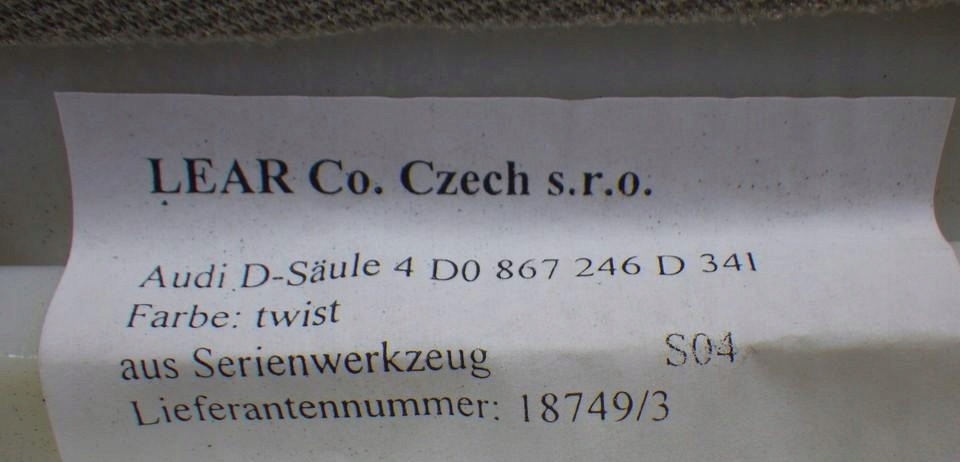 LEAR Co. Czech s.r.o.
Audi D-Säule 4 D0 867 246 D 341
Farbe: twist
aus Serienwerkzeug S04
Lieferantennummer: 18749/3